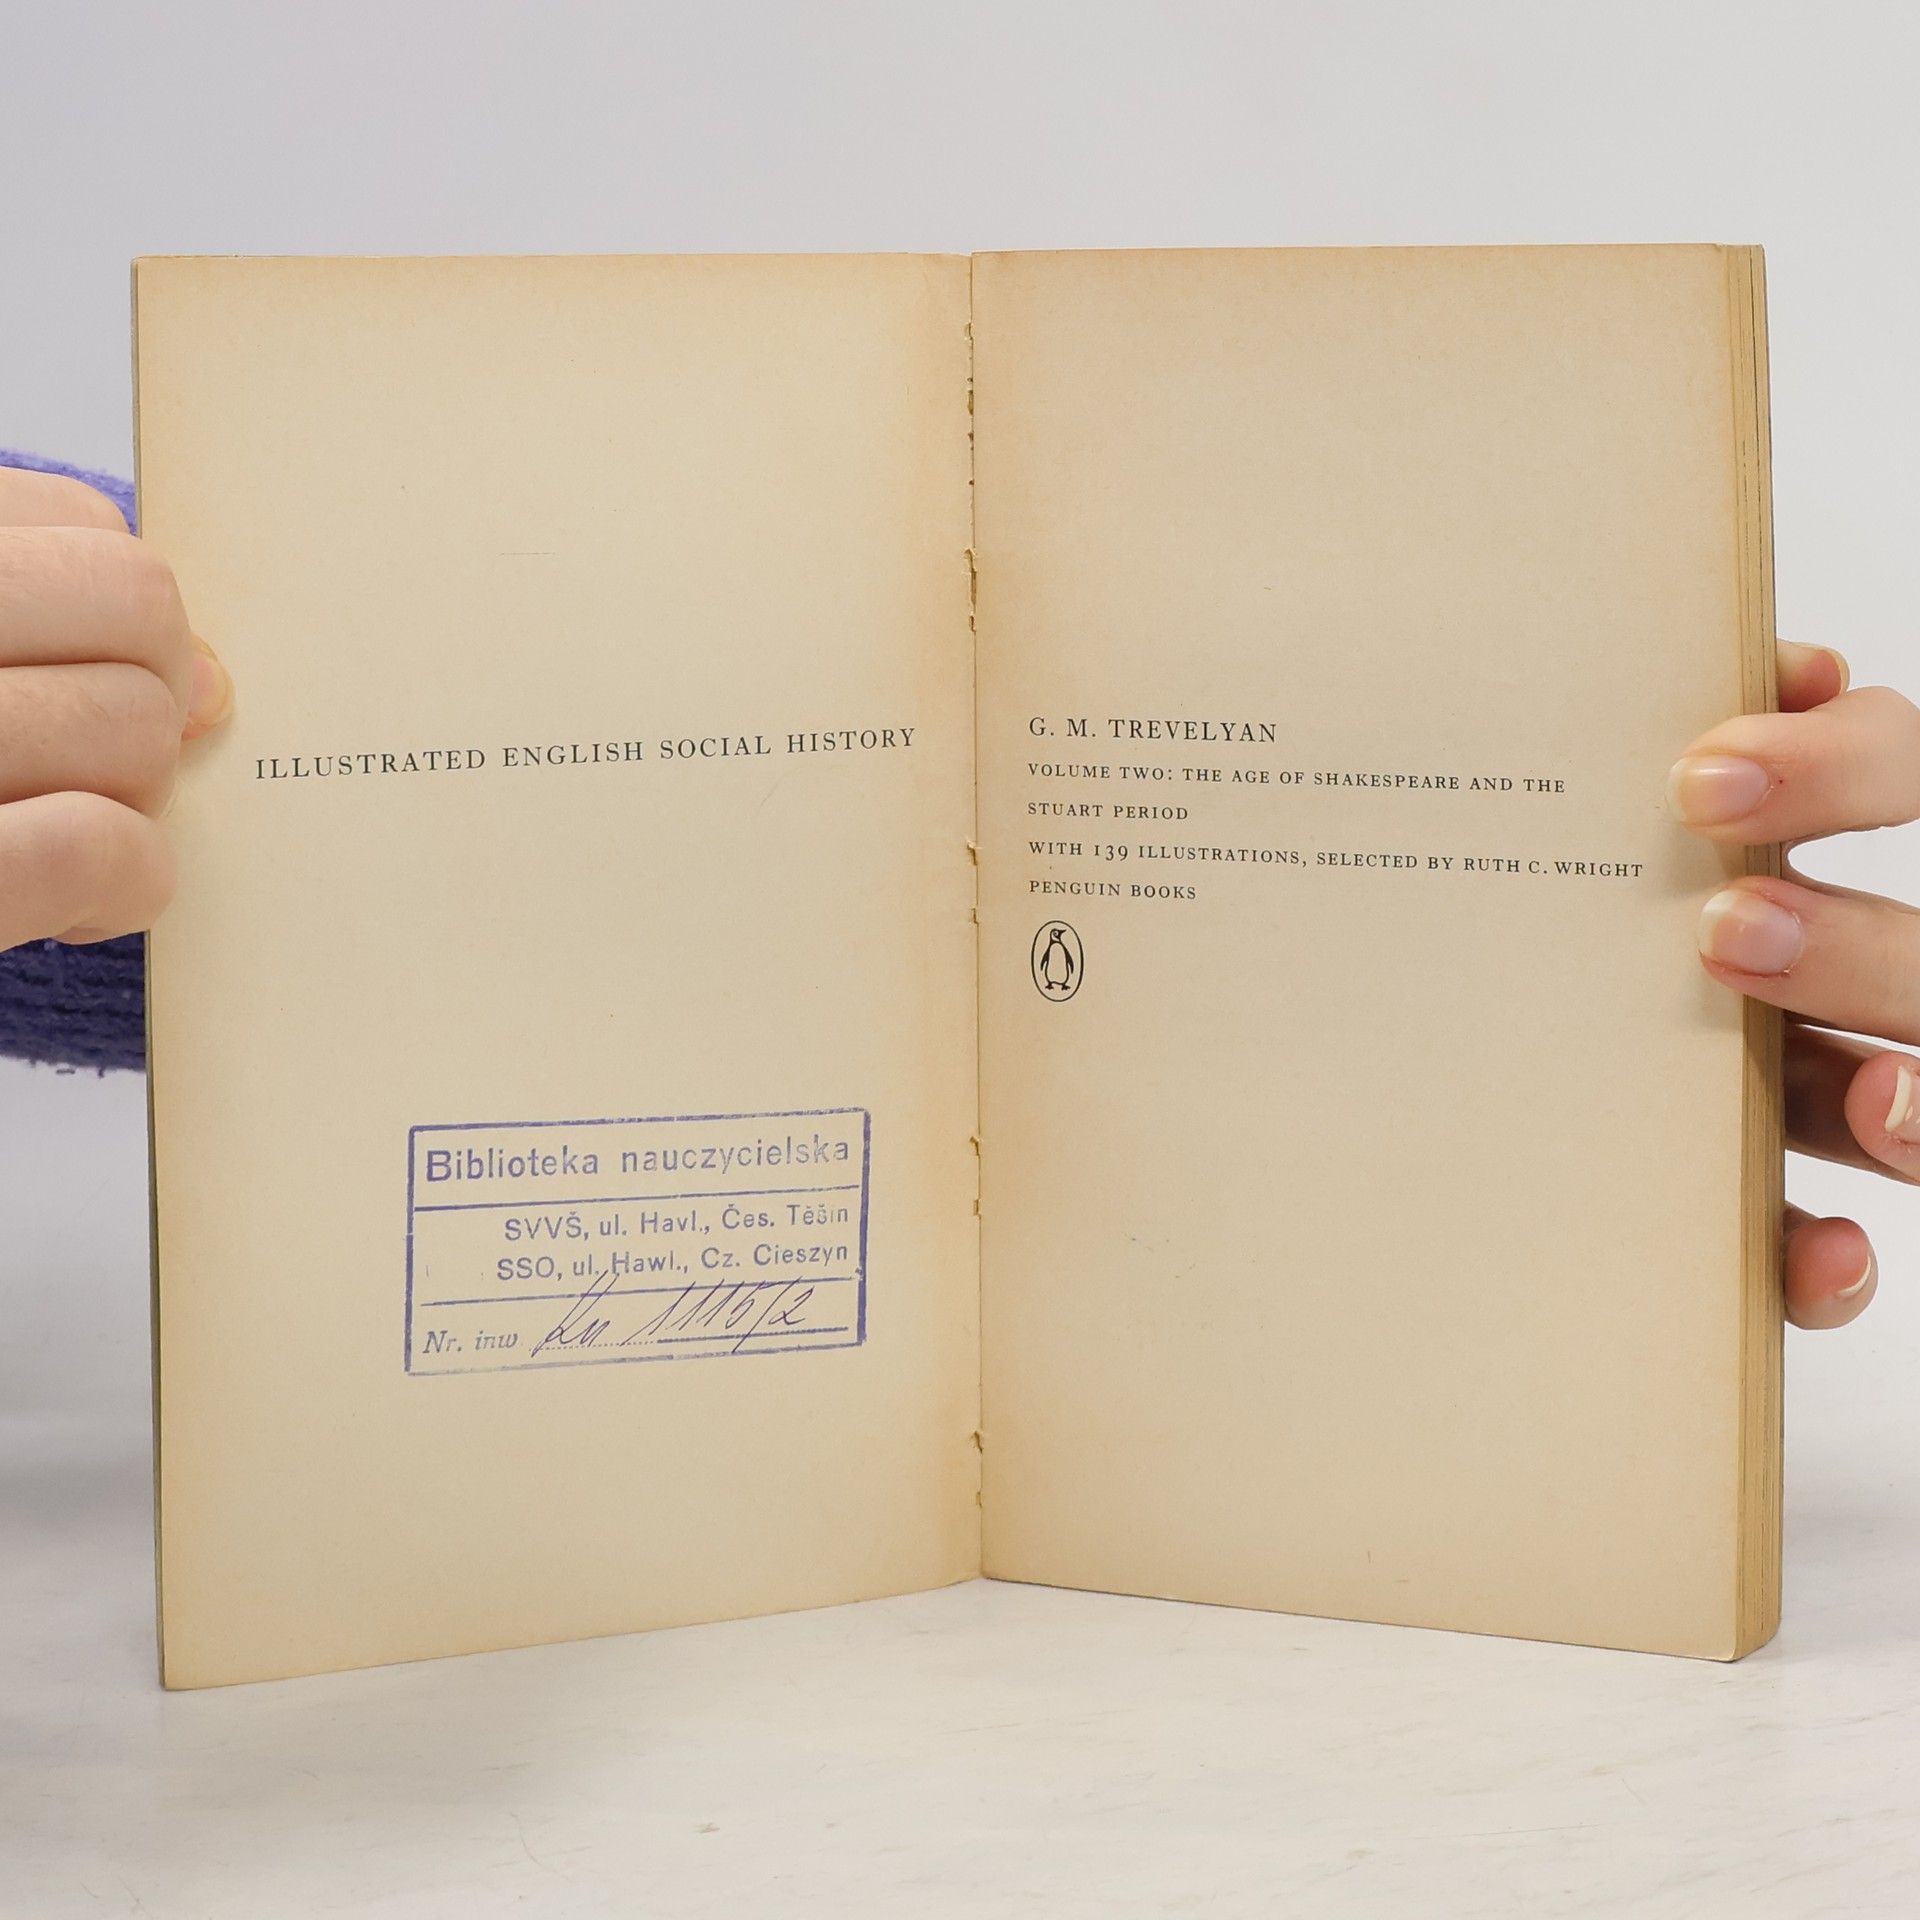 ILLUSTRATED ENGLISH SOCIAL HISTORY
Biblioteka nauczycielska
SVVŠ, ul. Havl., Čes. Těšín
SSO, ul. Hawl., Cz. Cieszyn
Nr. inw. 1115/2
G. M. TREVELYAN
VOLUME TWO: THE AGE OF SHAKESPEARE AND THE
STUART PERIOD
WITH 139 ILLUSTRATIONS, SELECTED BY RUTH C. WRIGHT
PENGUIN BOOKS